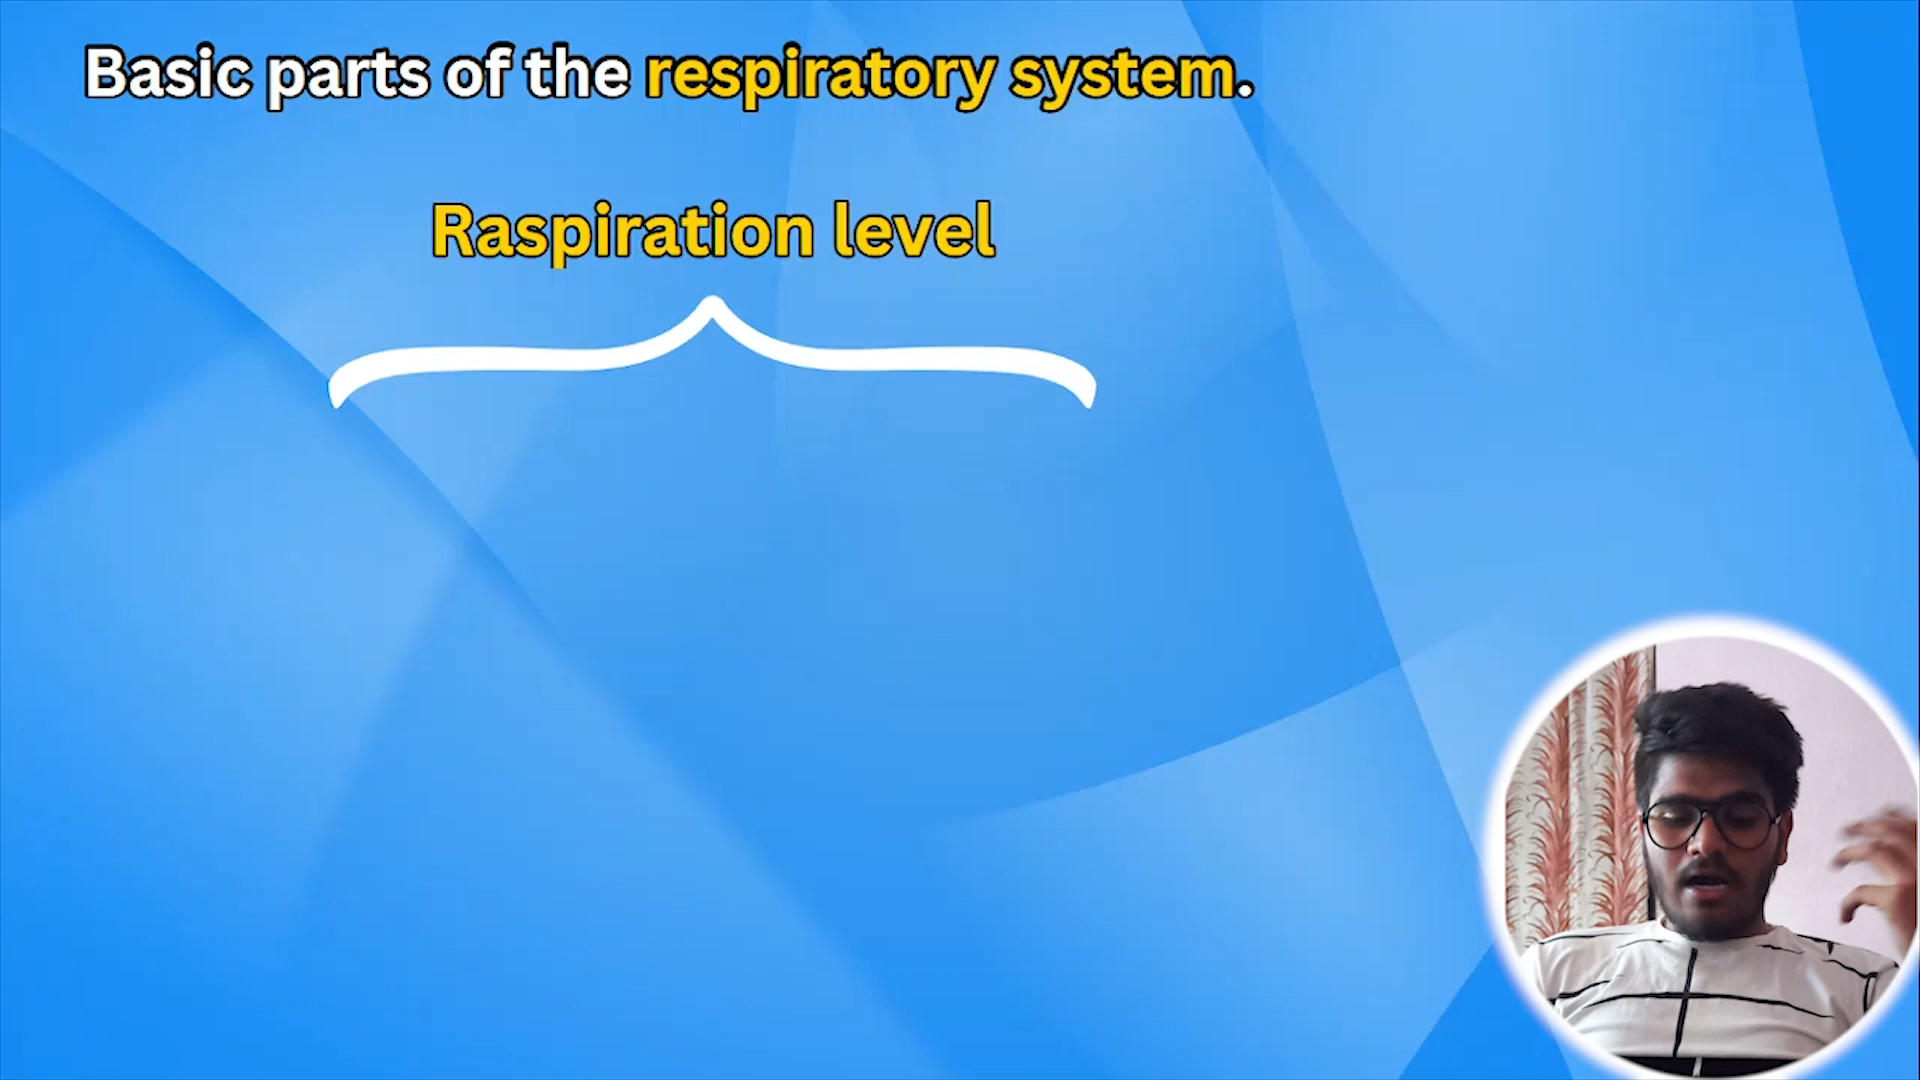 Basic parts of the respiratory system.
Raspiration level